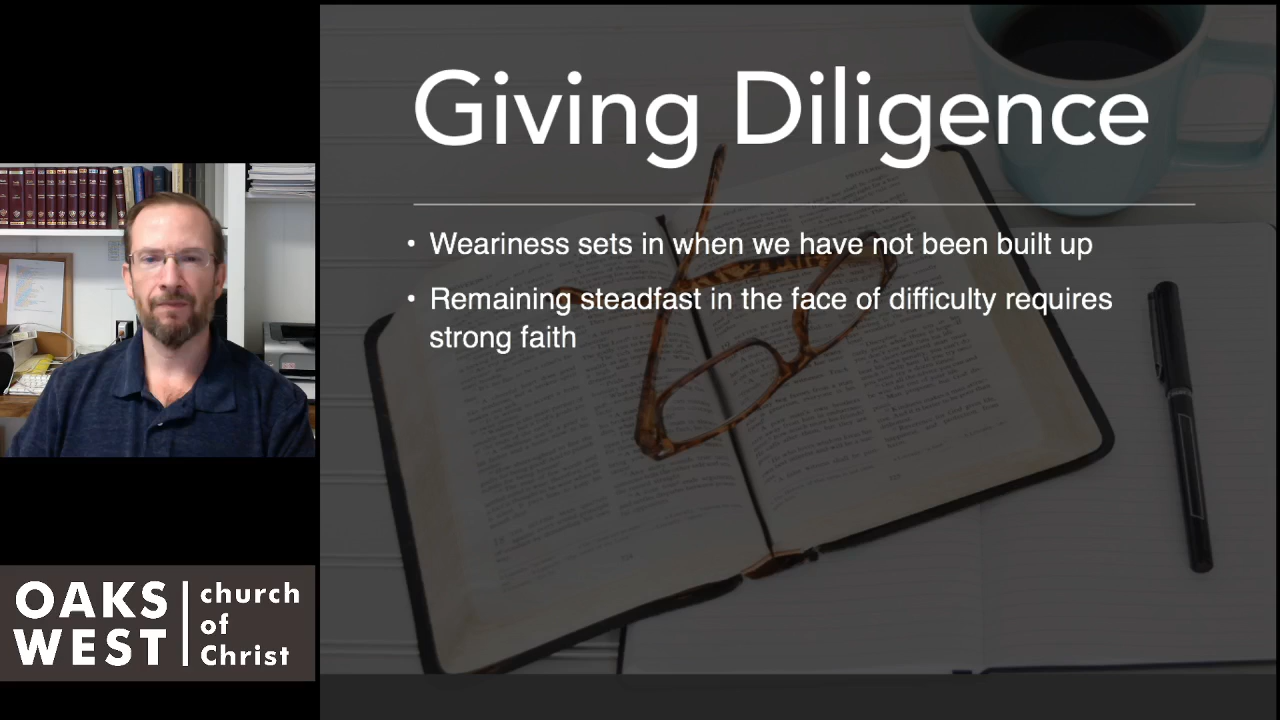 Giving Diligence
• Weariness sets in when we have not been built up
• Remaining steadfast in the face of difficulty requires
strong faith
OAKS
WEST
church
of
Christ